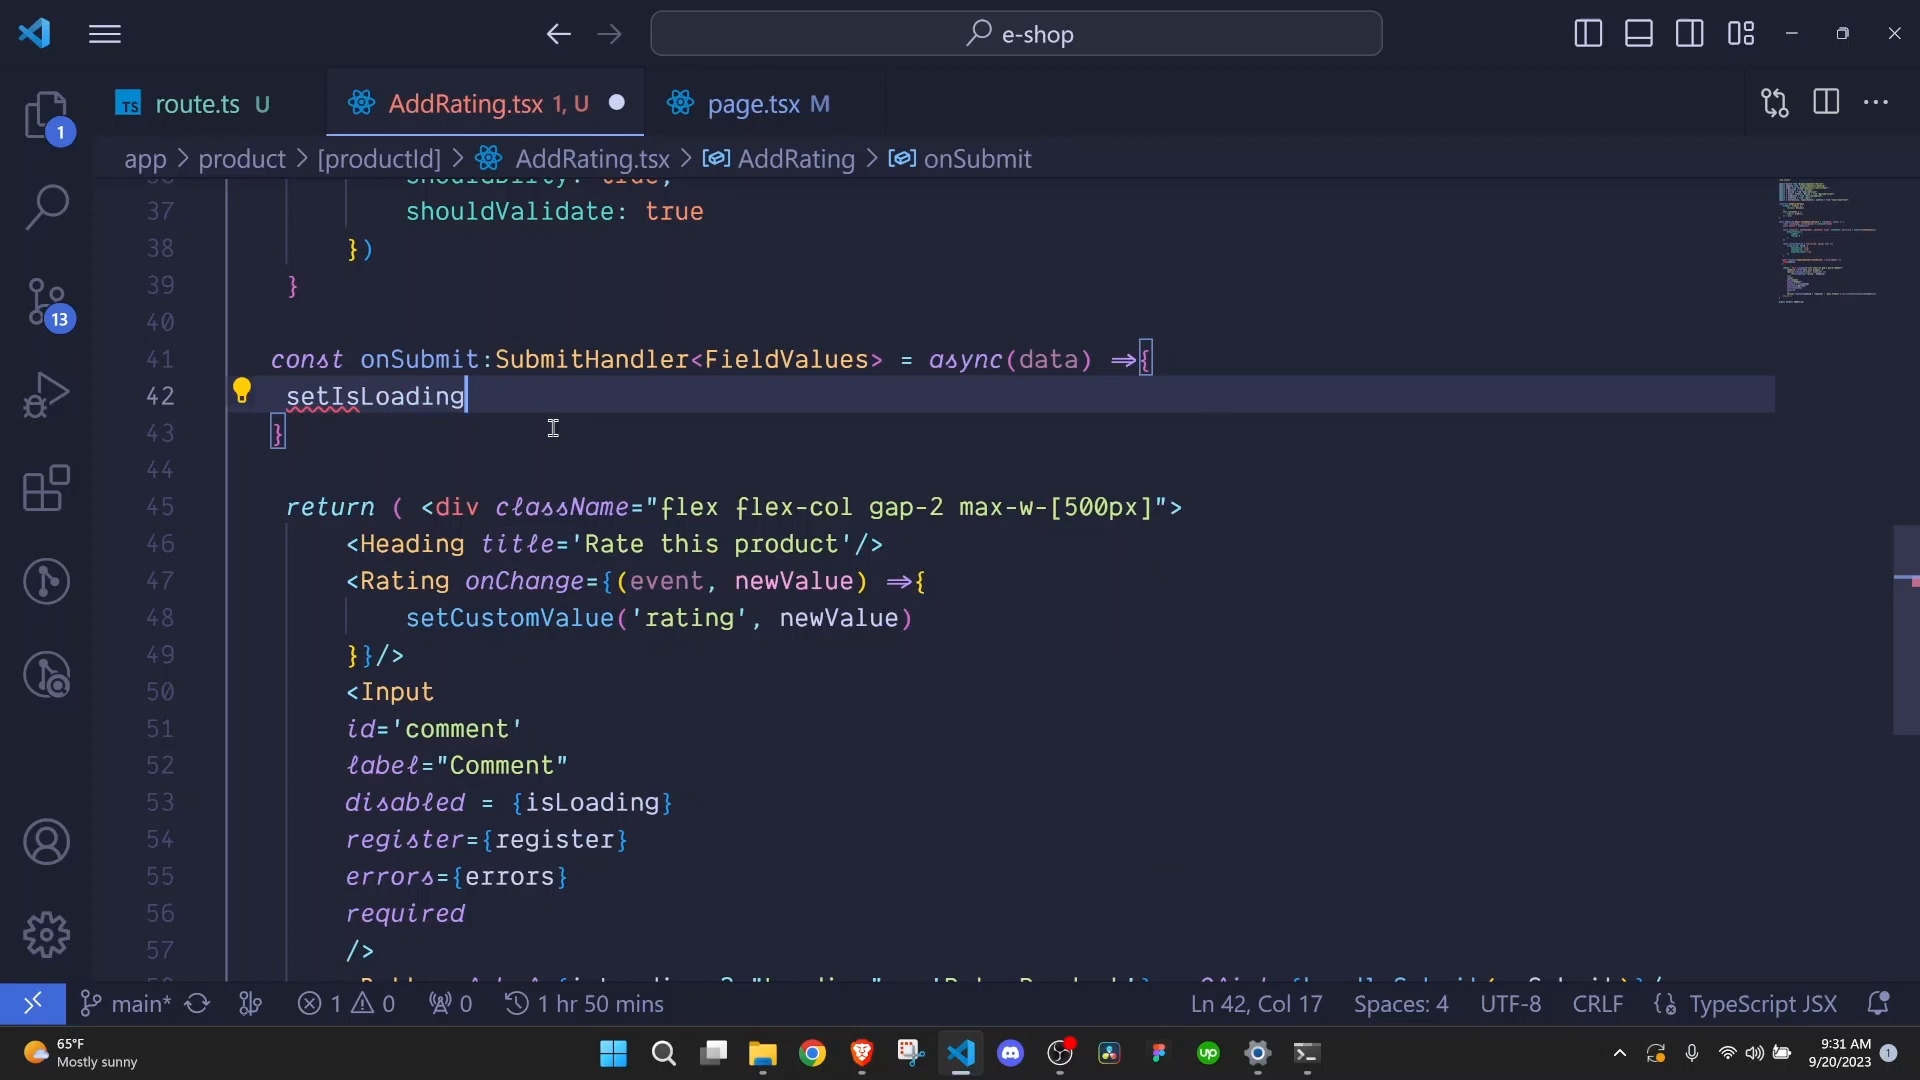 e-shop
TS route.ts U
AddRating.tsx 1, U
page.tsx M
app > product > [productId] > AddRating.tsx > AddRating > onSubmit
37 shouldValidate: true
38 })
39 }
40
41 const onSubmit:SubmitHandler<FieldValues> = async(data) =>{
42 setIsLoading
43 }
44
45 return ( <div className="flex flex-col gap-2 max-w-[500px]">
46 <Heading title='Rate this product'/>
47 <Rating onChange={(event, newValue) =>{
48 setCustomValue('rating', newValue)
49 }}/>
50 <Input
51 id='comment'
52 label="Comment"
53 disabled = {isLoading}
54 register={register}
55 errors={errors}
56 required
57 />
1
13
main* 1 0 0 1 hr 50 mins Ln 42, Col 17 Spaces: 4 UTF-8 CRLF {} TypeScript JSX
65°F
Mostly sunny
up
9:31 AM
9/20/2023
1